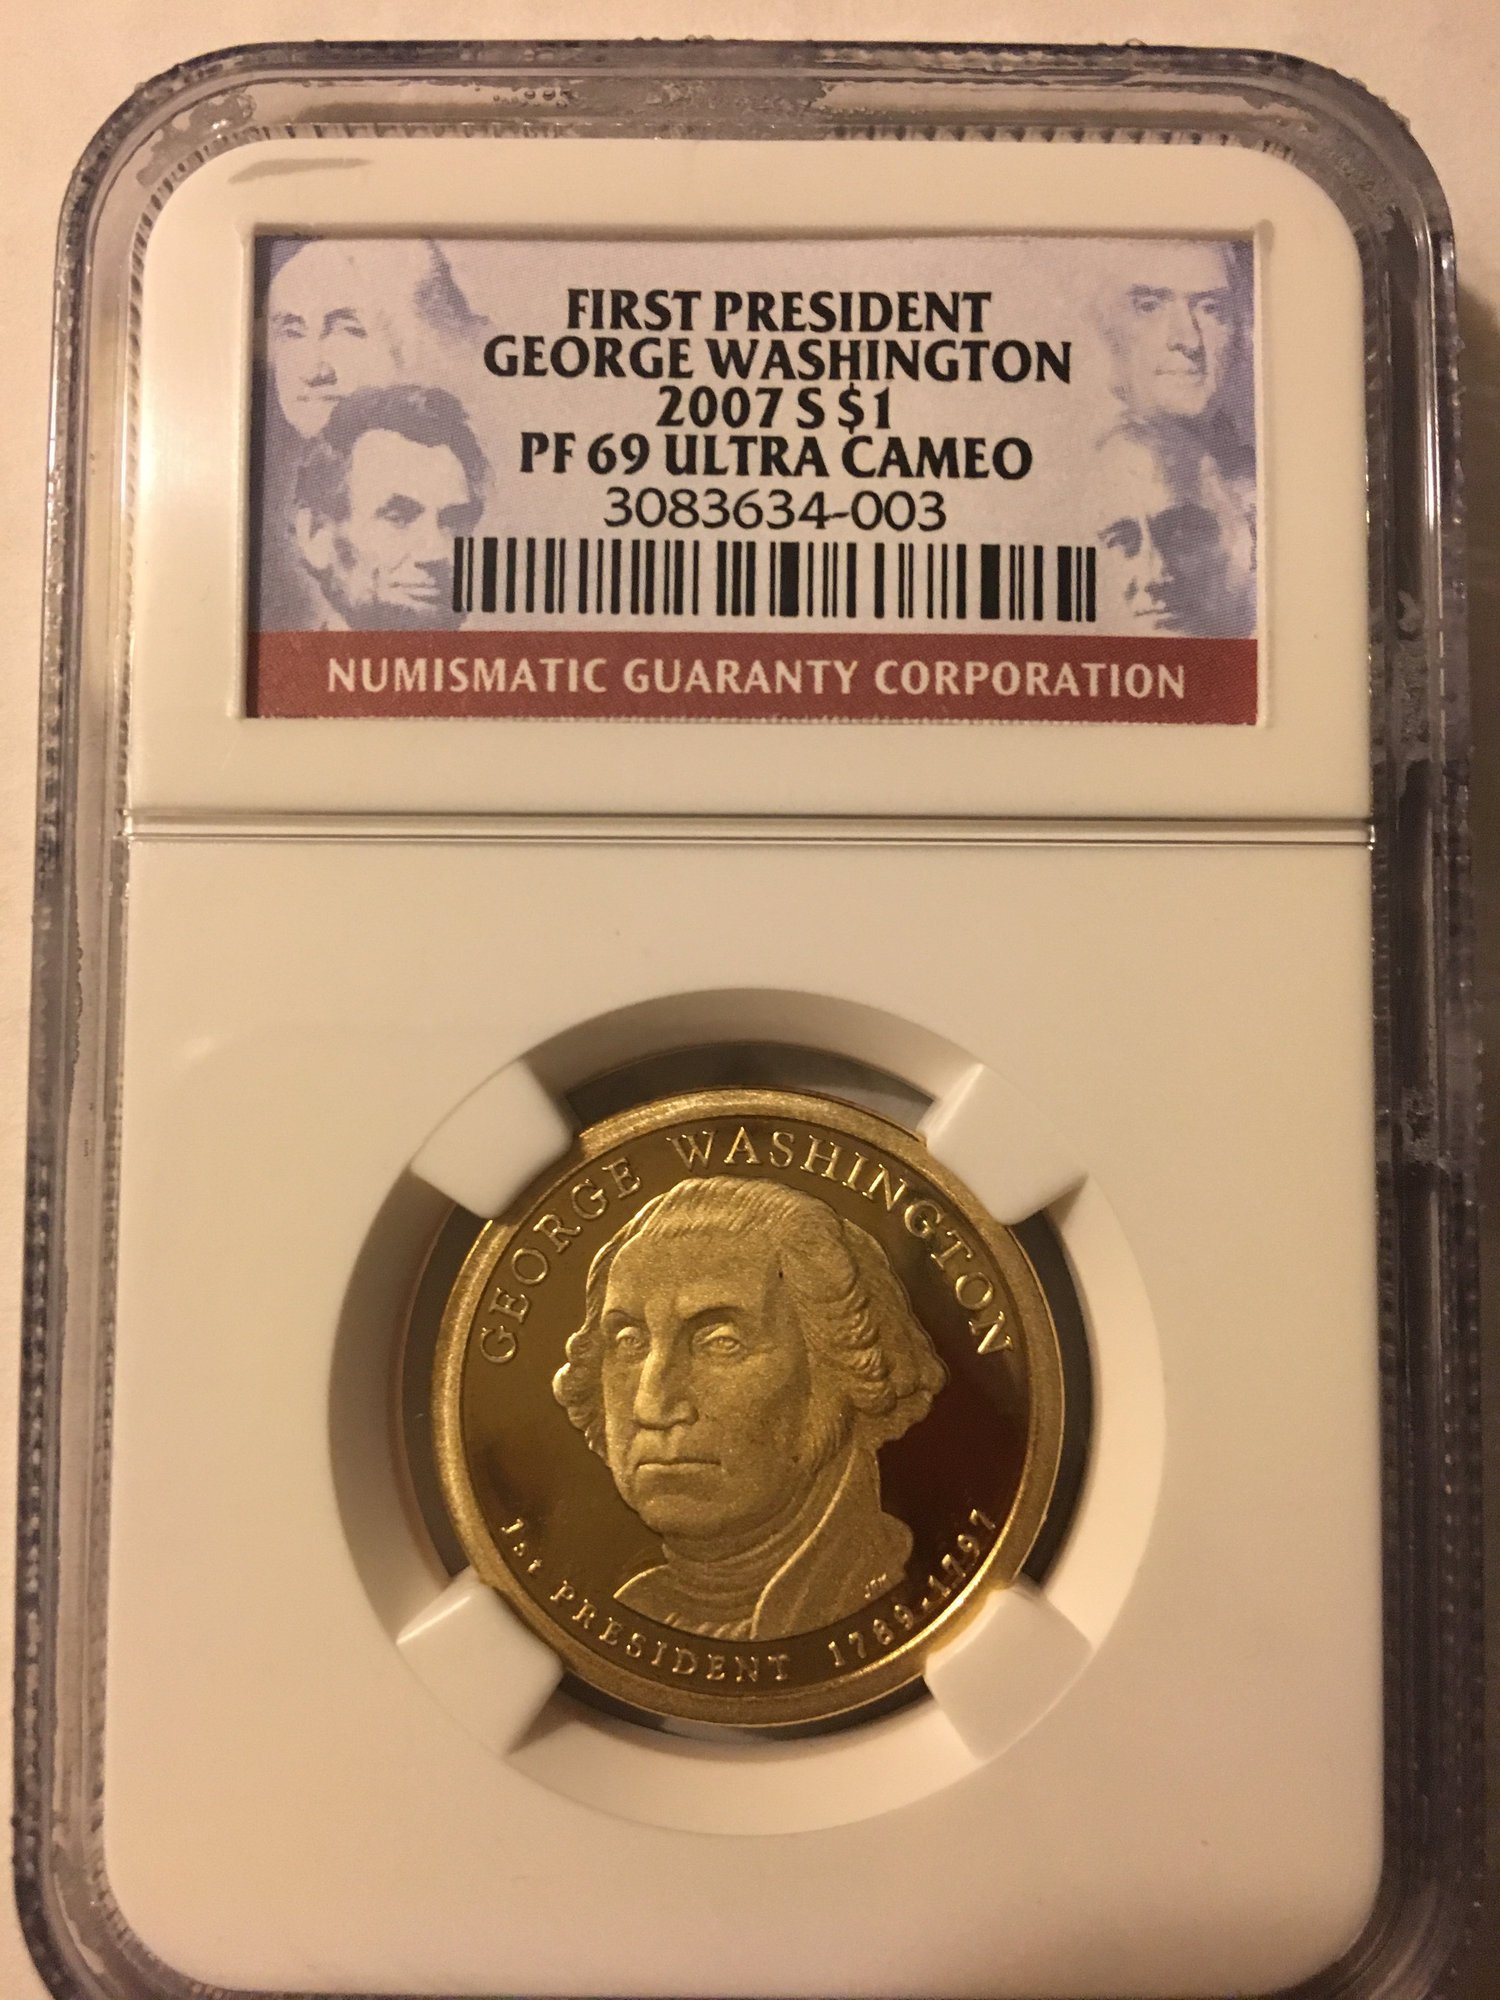 FIRST PRESIDENT
GEORGE WASHINGTON
2007 S $1
PF 69 ULTRA CAMEO
3083634-003
NUMISMATIC GUARANTY CORPORATION
GEORGE WASHINGTON
1st PRESIDENT 1789-1797
JFM